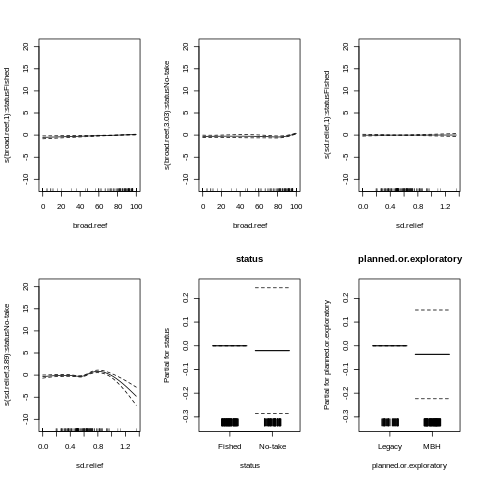 s(broad.reef,1):statusFished
20
15
10
5
0
-5
-10
0 20 40 60 80 100
broad.reef
s(broad.reef,3.03):statusNo-take
20
15
10
5
0
-5
-10
0 20 40 60 80 100
broad.reef
s(sd.relief,1):statusFished
20
15
10
5
0
-5
-10
0.0 0.4 0.8 1.2
sd.relief
s(sd.relief,3.89):statusNo-take
20
15
10
5
0
-5
-10
0.0 0.4 0.8 1.2
sd.relief
status
Partial for status
0.2
0.1
0.0
-0.1
-0.2
-0.3
Fished No-take
status
planned.or.exploratory
Partial for planned.or.exploratory
0.2
0.1
0.0
-0.1
-0.2
-0.3
Legacy MBH
planned.or.exploratory